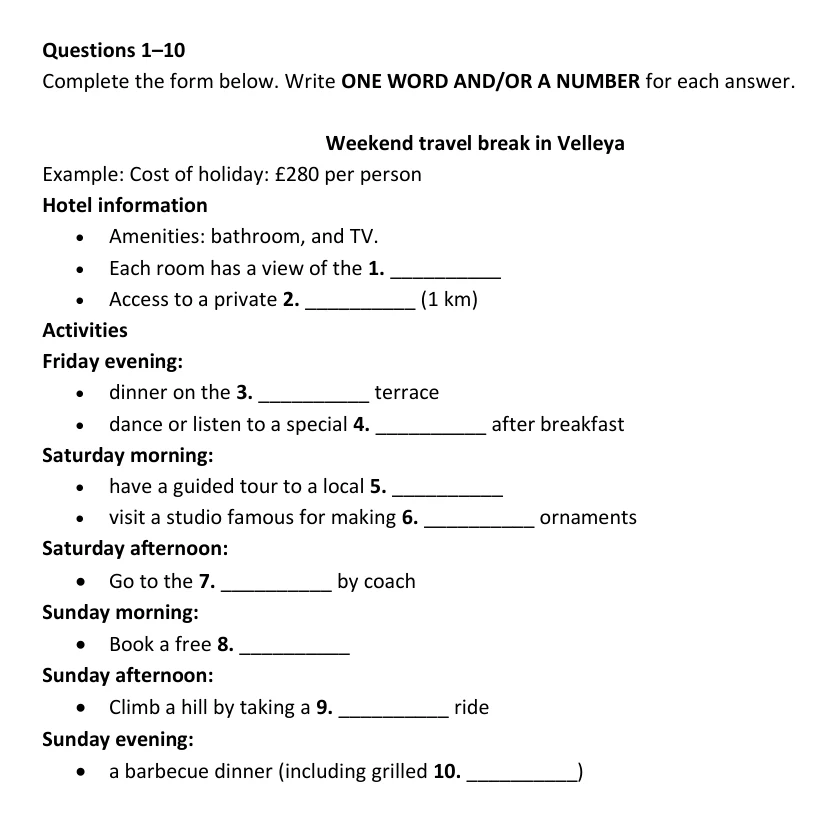 Questions 1–10
Complete the form below. Write ONE WORD AND/OR A NUMBER for each answer.
Weekend travel break in Velleya
Example: Cost of holiday: £280 per person
Hotel information
• Amenities: bathroom, and TV.
• Each room has a view of the 1. __________
• Access to a private 2. __________ (1 km)
Activities
Friday evening:
• dinner on the 3. __________ terrace
• dance or listen to a special 4. __________ after breakfast
Saturday morning:
• have a guided tour to a local 5. __________
• visit a studio famous for making 6. __________ ornaments
Saturday afternoon:
• Go to the 7. __________ by coach
Sunday morning:
• Book a free 8. __________
Sunday afternoon:
• Climb a hill by taking a 9. __________ ride
Sunday evening:
• a barbecue dinner (including grilled 10. __________)